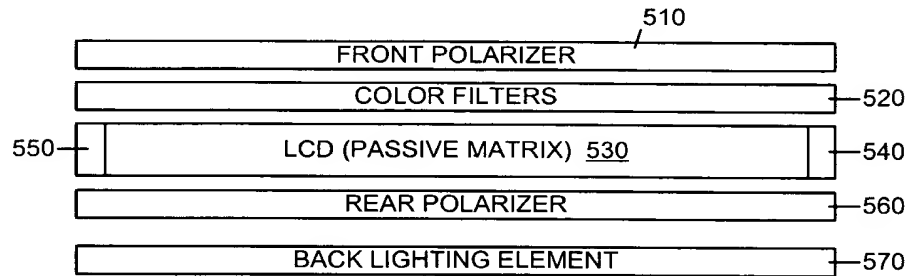 510
FRONT POLARIZER
COLOR FILTERS
520
550
LCD (PASSIVE MATRIX) 530
540
REAR POLARIZER
560
BACK LIGHTING ELEMENT
570